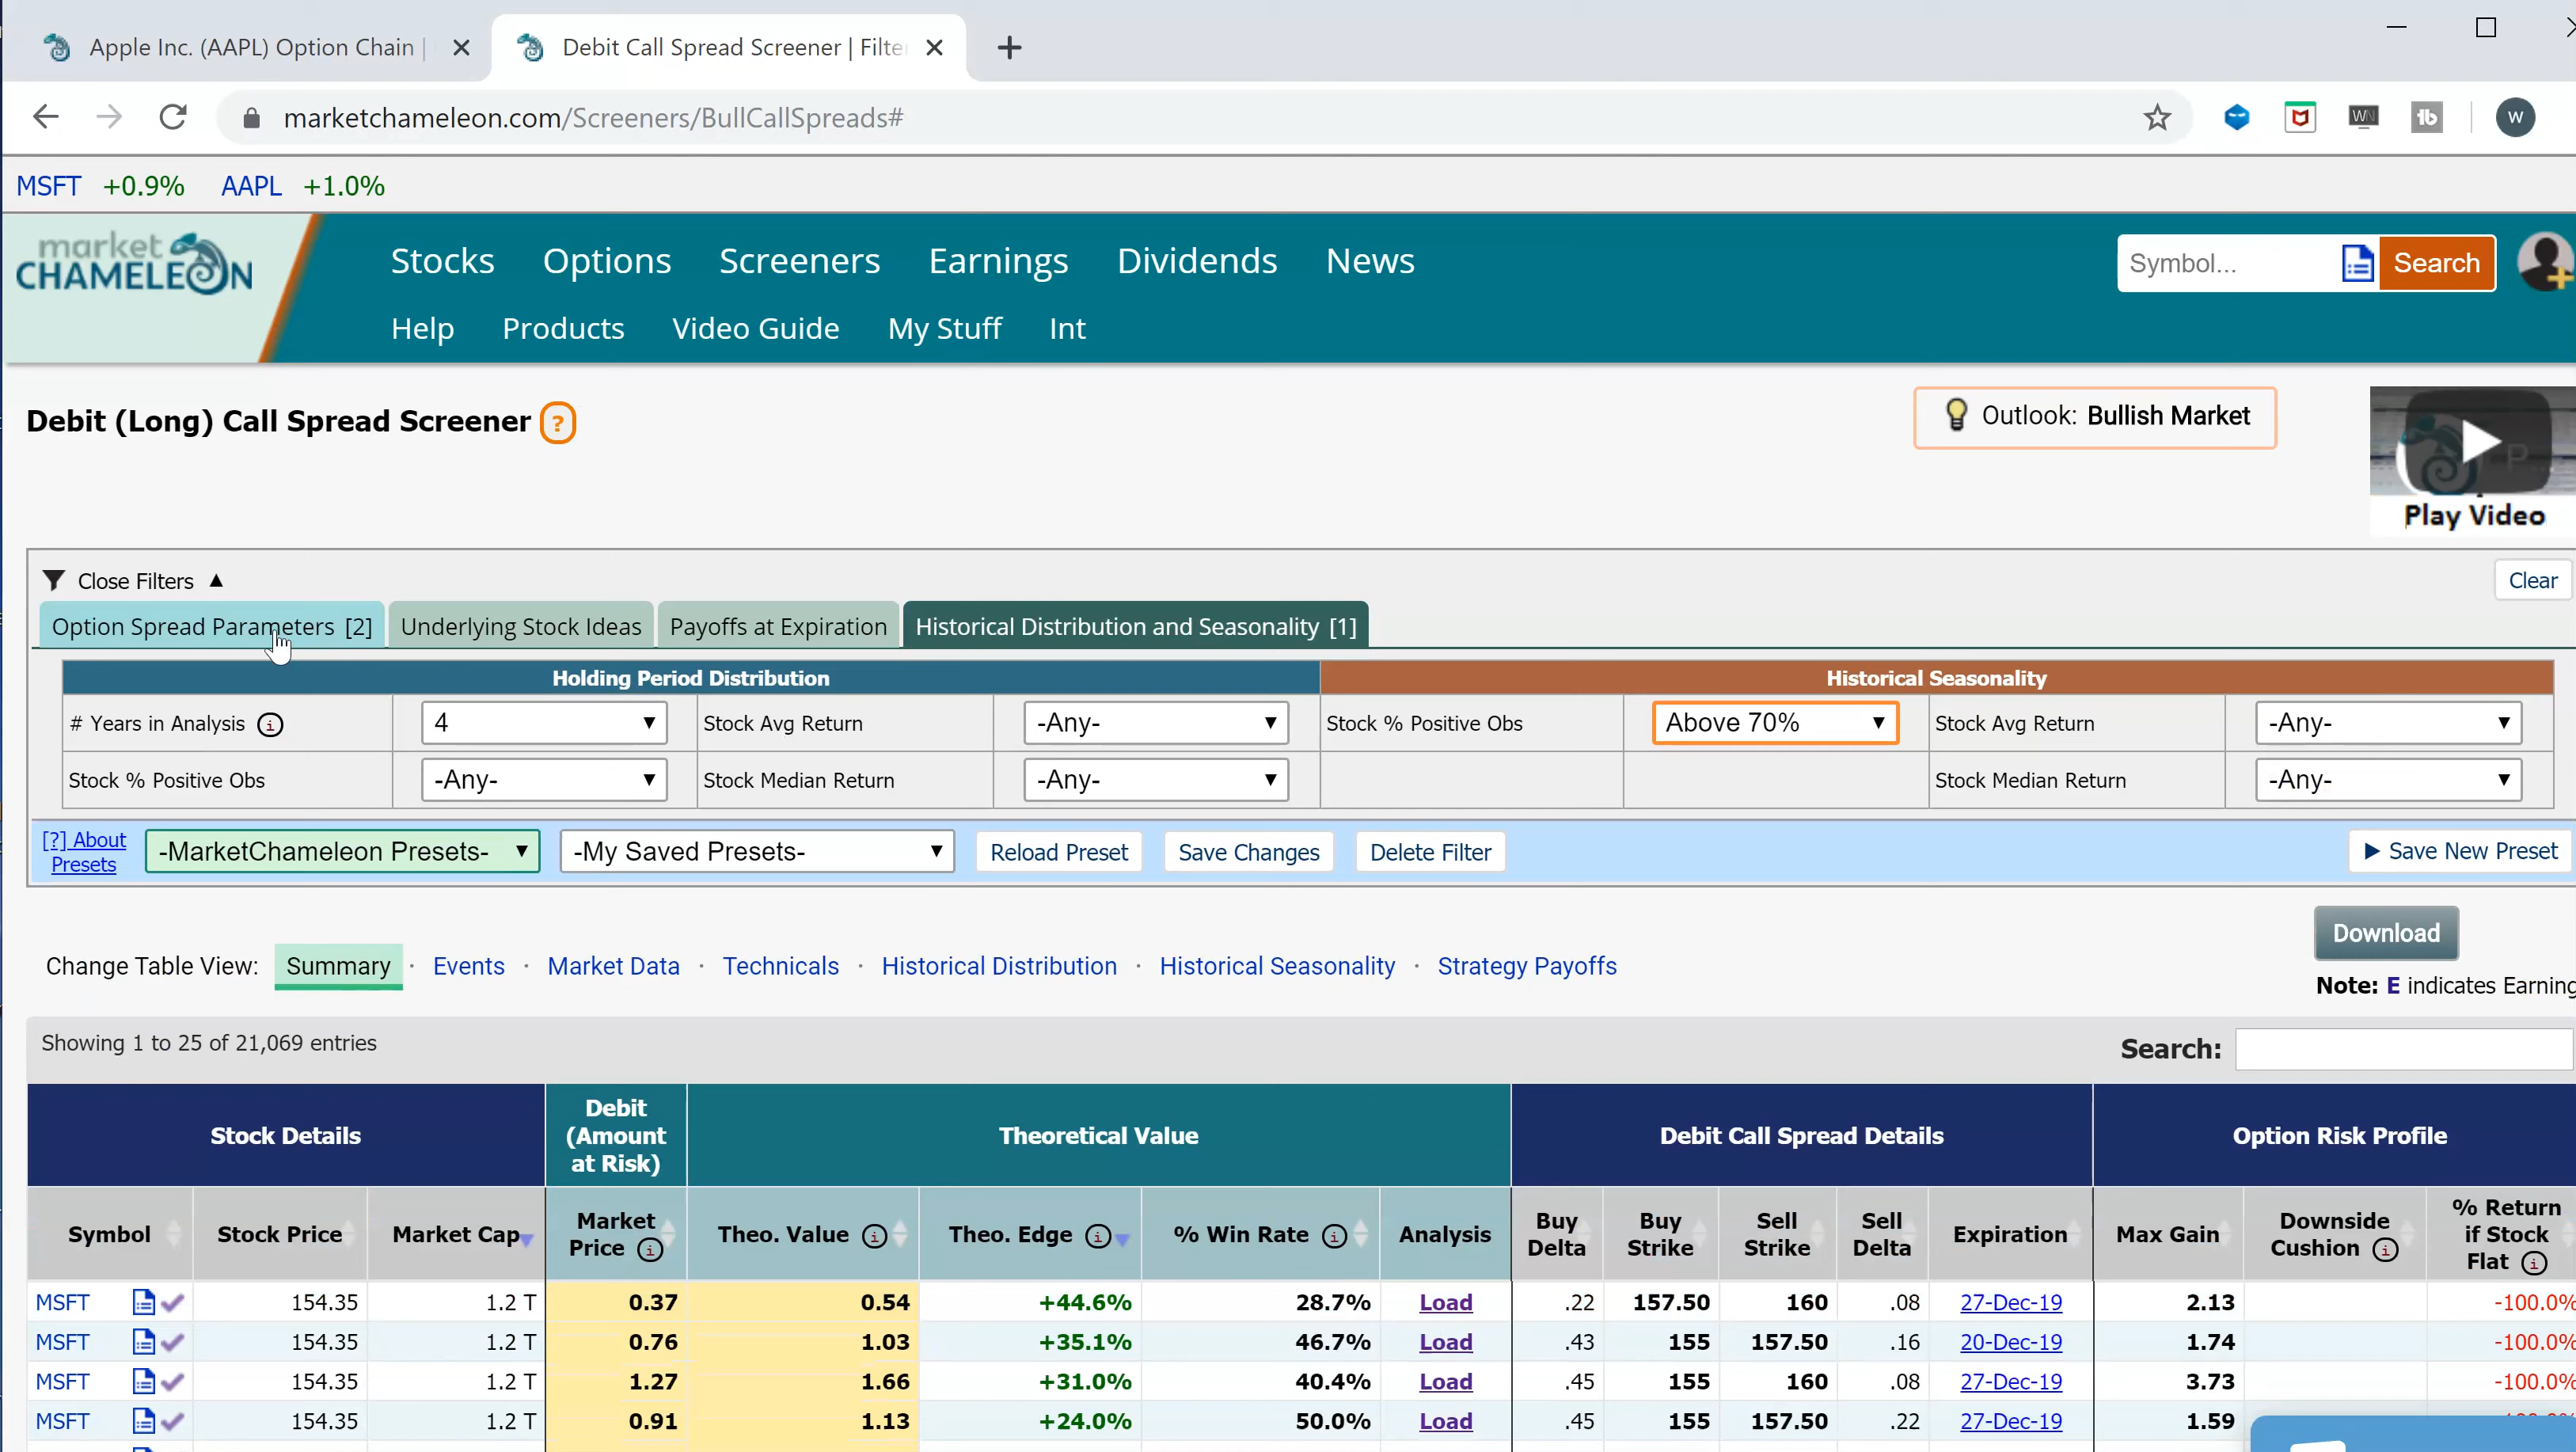 Apple Inc. (AAPL) Option Chain |
Debit Call Spread Screener | Filte
marketchameleon.com/Screeners/BullCallSpreads#
W
MSFT +0.9% AAPL +1.0%
market
CHAMELEON
Stocks Options Screeners Earnings Dividends News
Symbol... Search
Help Products Video Guide My Stuff Int
Debit (Long) Call Spread Screener ?
Outlook: Bullish Market
Play Video
Close Filters ▲
Clear
Option Spread Parameters [2] Underlying Stock Ideas Payoffs at Expiration Historical Distribution and Seasonality [1]
Holding Period Distribution Historical Seasonality
# Years in Analysis i 4 Stock Avg Return -Any- Stock % Positive Obs Above 70% Stock Avg Return -Any-
Stock % Positive Obs -Any- Stock Median Return -Any- Stock Median Return -Any-
[?] About Presets -MarketChameleon Presets- -My Saved Presets- Reload Preset Save Changes Delete Filter ▶ Save New Preset
Download
Change Table View: Summary · Events · Market Data · Technicals · Historical Distribution · Historical Seasonality · Strategy Payoffs
Note: E indicates Earning
Showing 1 to 25 of 21,069 entries
Search:
Stock Details Debit (Amount at Risk) Theoretical Value Debit Call Spread Details Option Risk Profile
Symbol Stock Price Market Cap Market Price i Theo. Value i Theo. Edge i % Win Rate i Analysis Buy Delta Buy Strike Sell Strike Sell Delta Expiration Max Gain Downside Cushion i % Return if Stock Flat i
MSFT 154.35 1.2 T 0.37 0.54 +44.6% 28.7% Load .22 157.50 160 .08 27-Dec-19 2.13 -100.0%
MSFT 154.35 1.2 T 0.76 1.03 +35.1% 46.7% Load .43 155 157.50 .16 20-Dec-19 1.74 -100.0%
MSFT 154.35 1.2 T 1.27 1.66 +31.0% 40.4% Load .45 155 160 .08 27-Dec-19 3.73 -100.0%
MSFT 154.35 1.2 T 0.91 1.13 +24.0% 50.0% Load .45 155 157.50 .22 27-Dec-19 1.59